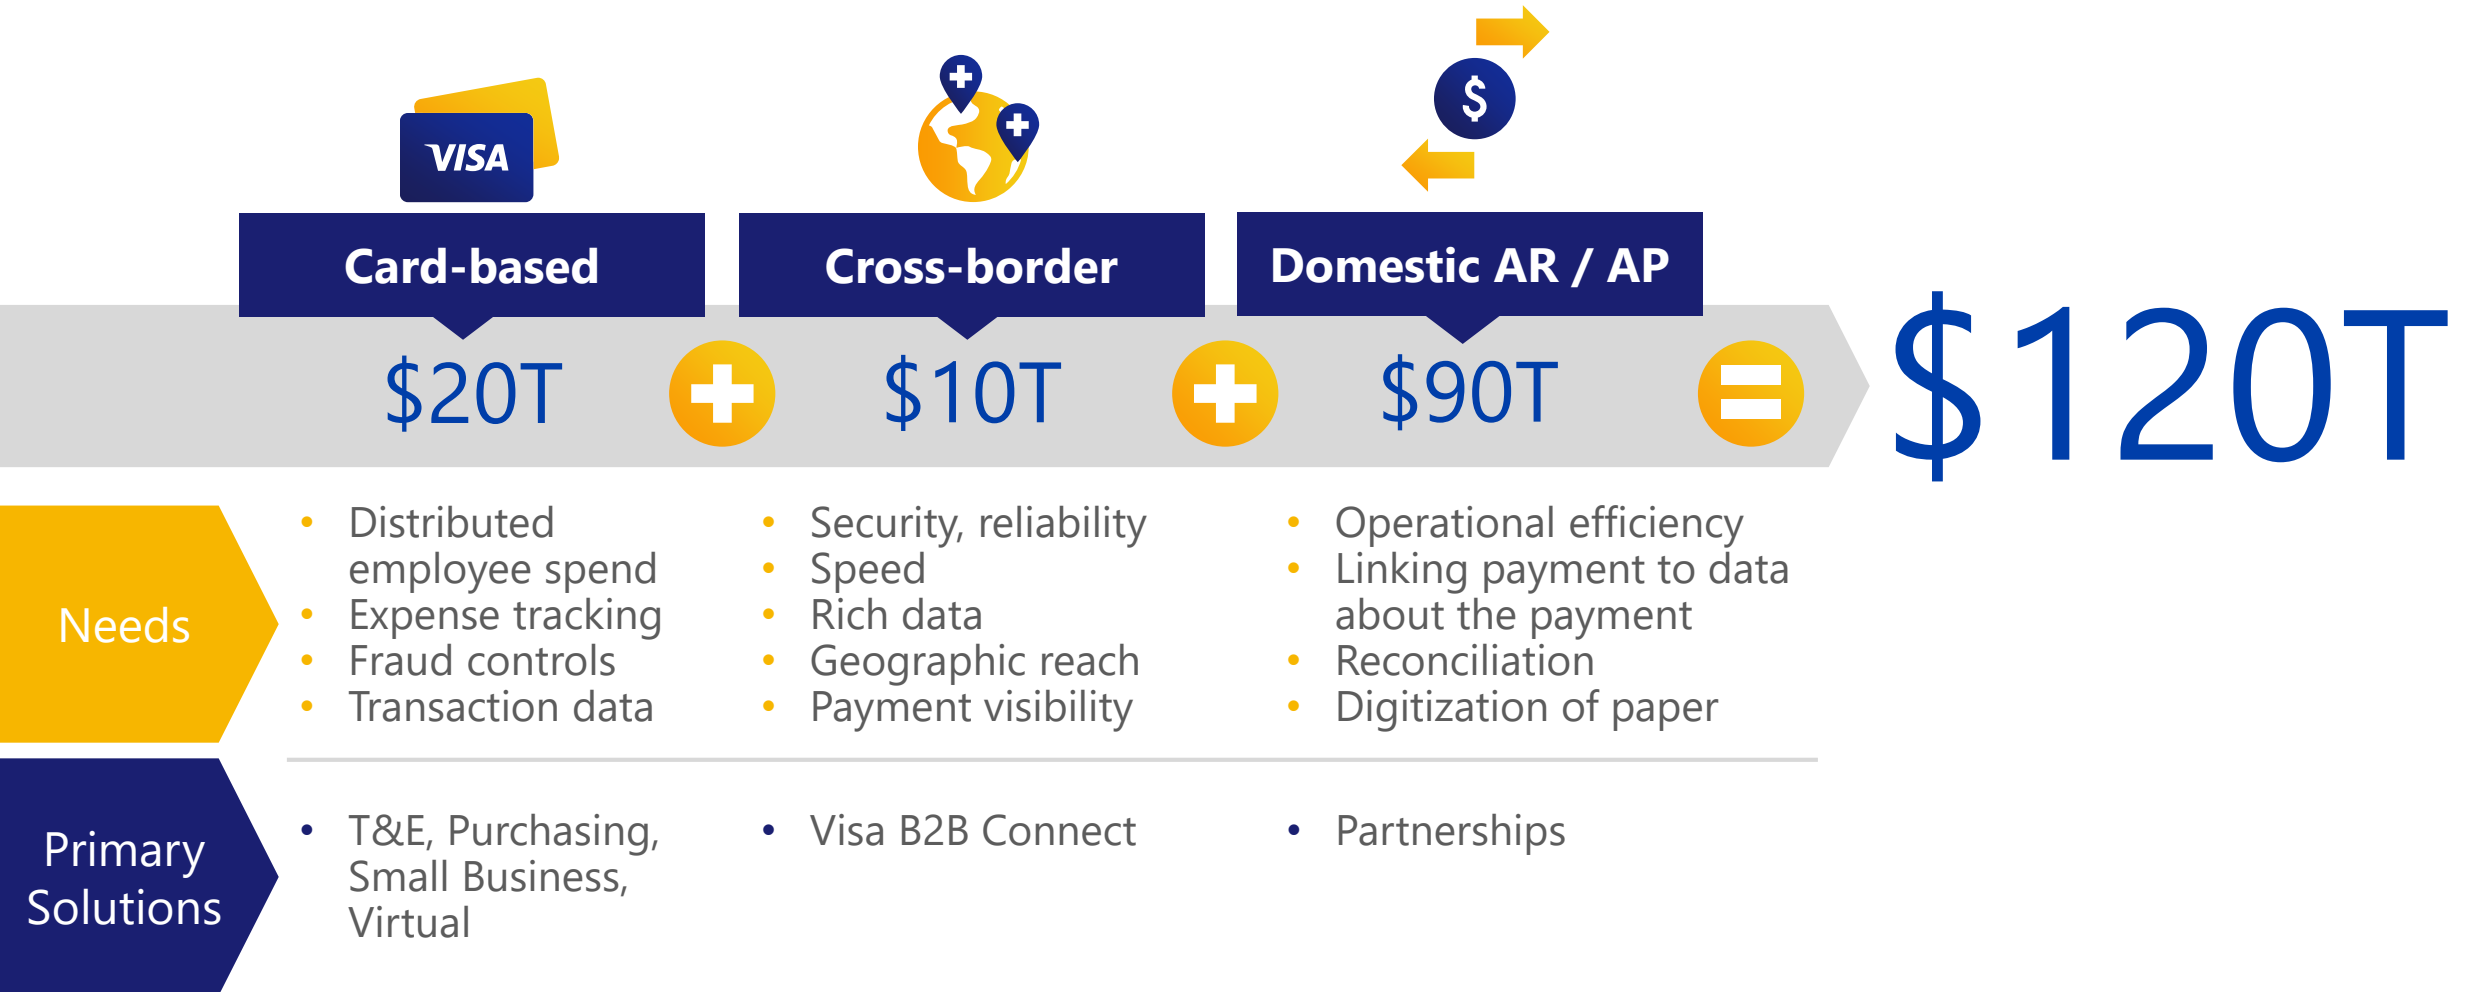 VISA
$
Card-based
Cross-border
Domestic AR / AP
$20T
$10T
$90T
$120T
Needs
• Distributed
employee spend
• Expense tracking
• Fraud controls
• Transaction data
• Security, reliability
• Speed
• Rich data
• Geographic reach
• Payment visibility
• Operational efficiency
• Linking payment to data
about the payment
• Reconciliation
• Digitization of paper
Primary
Solutions
• T&E, Purchasing,
Small Business,
Virtual
• Visa B2B Connect
• Partnerships